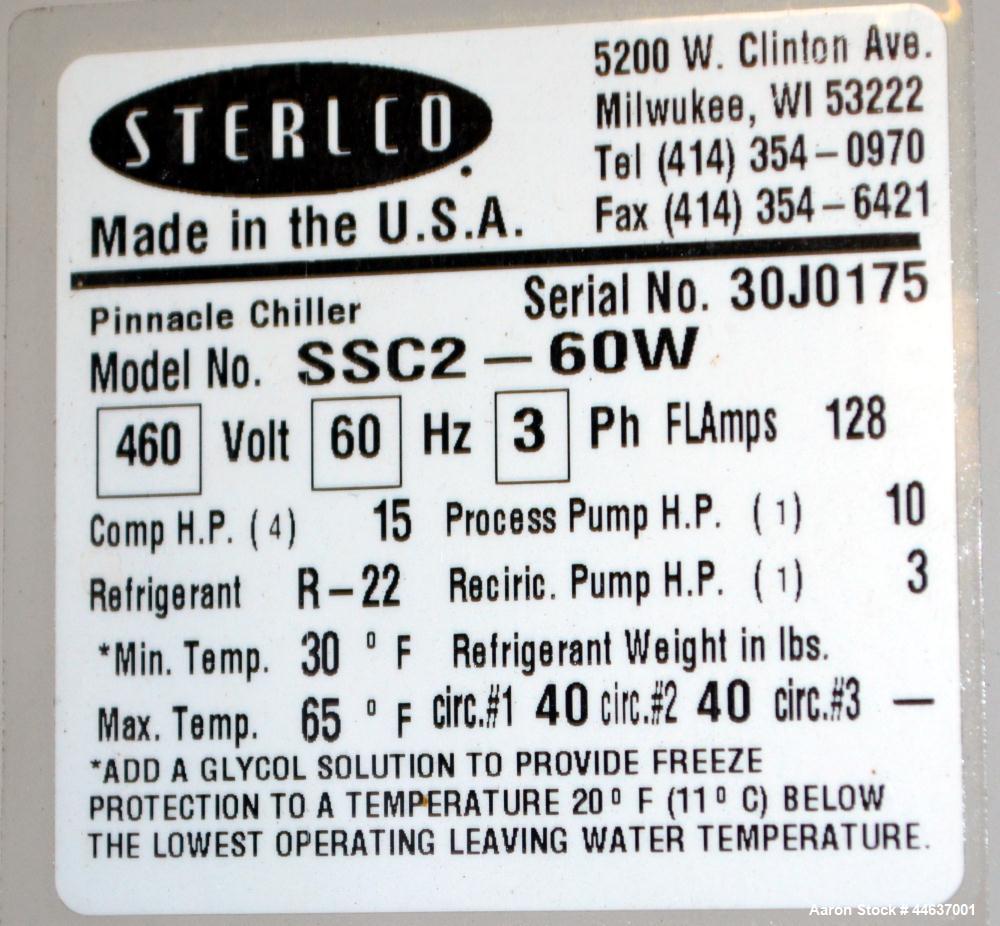 STERLCO.
5200 W. Clinton Ave.
Milwukee, WI 53222
Tel (414) 354-0970
Fax (414) 354-6421
Made in the U.S.A.
Pinnacle Chiller Serial No. 30J0175
Model No. SSC2-60W
460 Volt 60 Hz 3 Ph FLAmps 128
Comp H.P. (4) 15 Process Pump H.P. (1) 10
Refrigerant R-22 Reciric. Pump H.P. (1) 3
*Min. Temp. 30 º F Refrigerant Weight in lbs.
Max. Temp. 65 º F circ.#1 40 circ.#2 40 circ.#3 —
*ADD A GLYCOL SOLUTION TO PROVIDE FREEZE
PROTECTION TO A TEMPERATURE 20º F (11º C) BELOW
THE LOWEST OPERATING LEAVING WATER TEMPERATURE.
Aaron Stock # 44637001